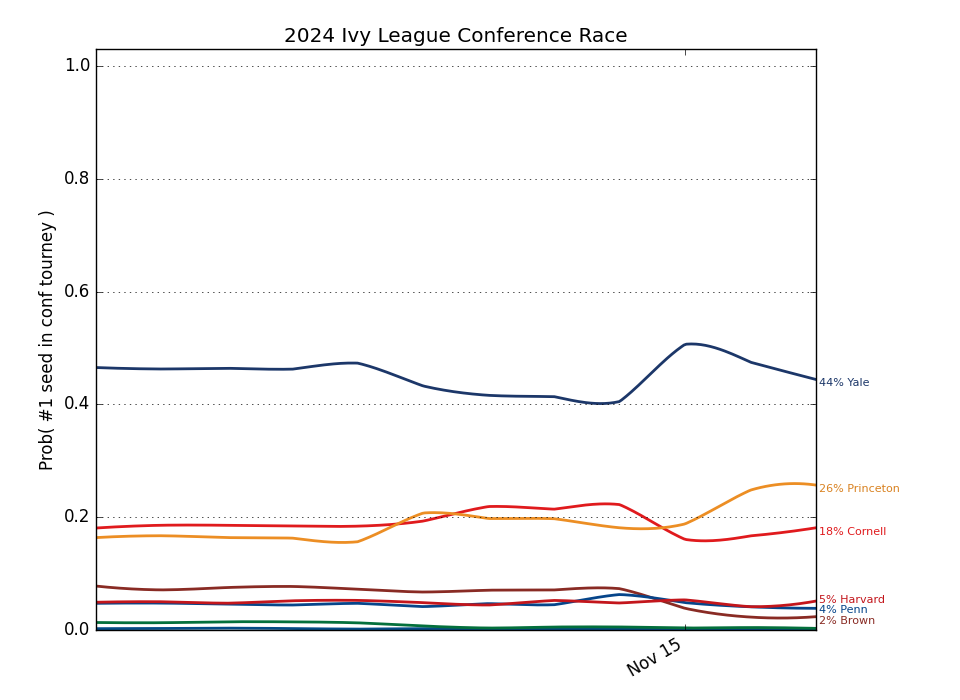 2024 Ivy League Conference Race
1.0
0.8
0.6
0.4
0.2
0.0
Prob( #1 seed in conf tourney )
44% Yale
26% Princeton
18% Cornell
5% Harvard
4% Penn
2% Brown
Nov 15